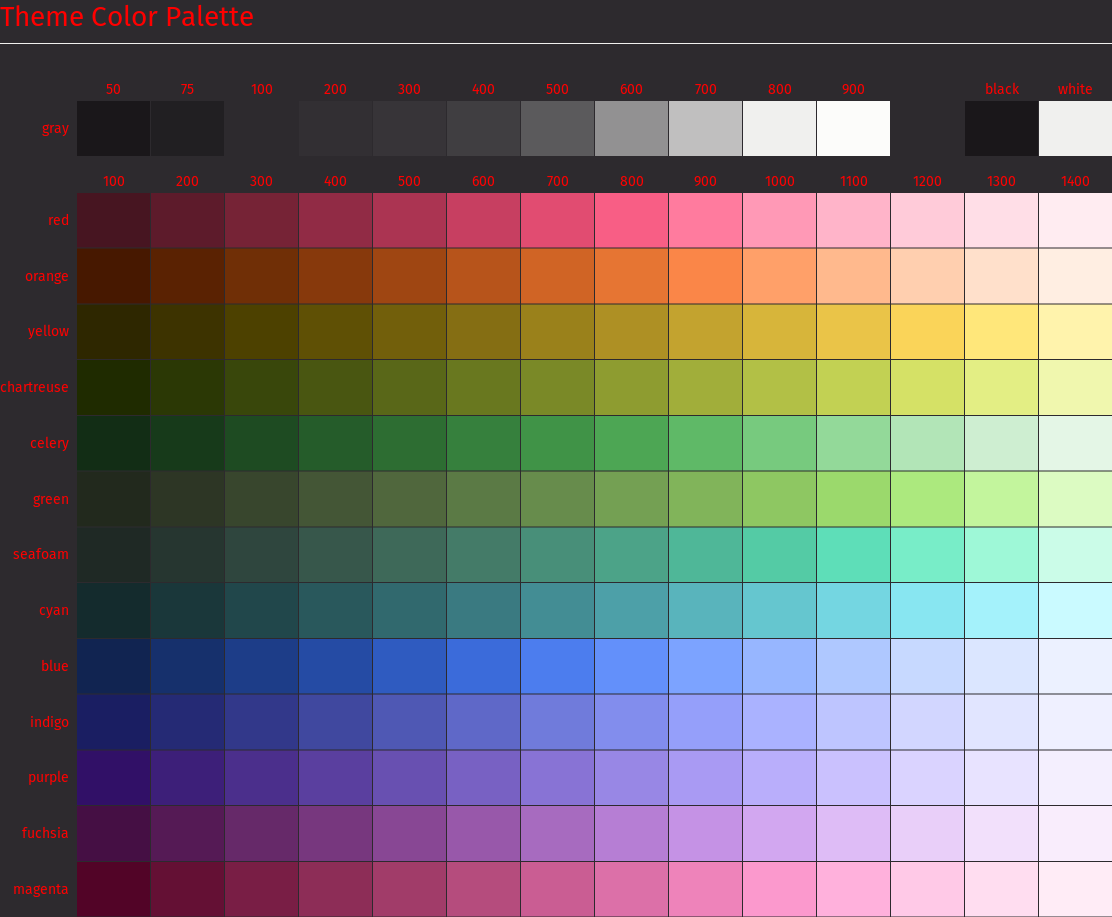 Theme Color Palette
50 75 100 200 300 400 500 600 700 800 900 black white
gray
100 200 300 400 500 600 700 800 900 1000 1100 1200 1300 1400
red
orange
yellow
chartreuse
celery
green
seafoam
cyan
blue
indigo
purple
fuchsia
magenta